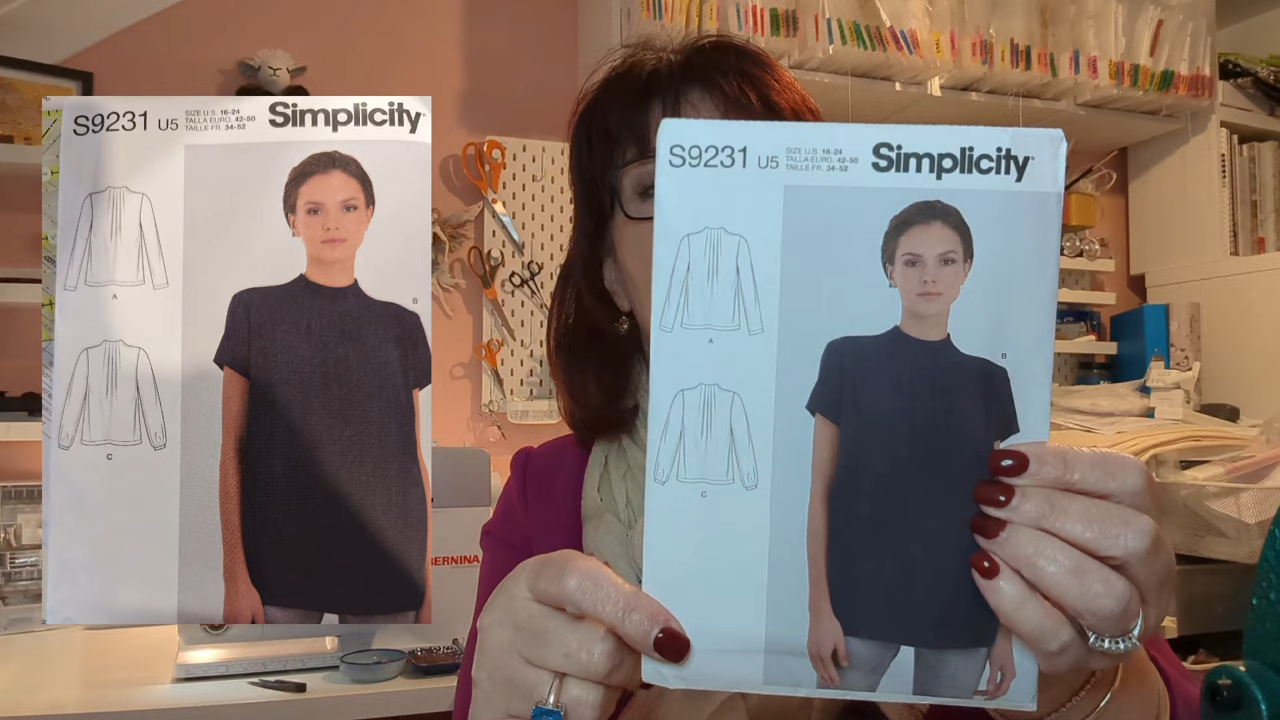 S9231 U5
SIZE U.S. 16-24
TALLA EURO. 42-50
TAILLE FR. 34-52
Simplicity
A
B
C
S9231 U5
SIZE U.S. 16-24
TALLA EURO. 42-50
TAILLE FR. 34-52
Simplicity
A
B
C
BERNINA